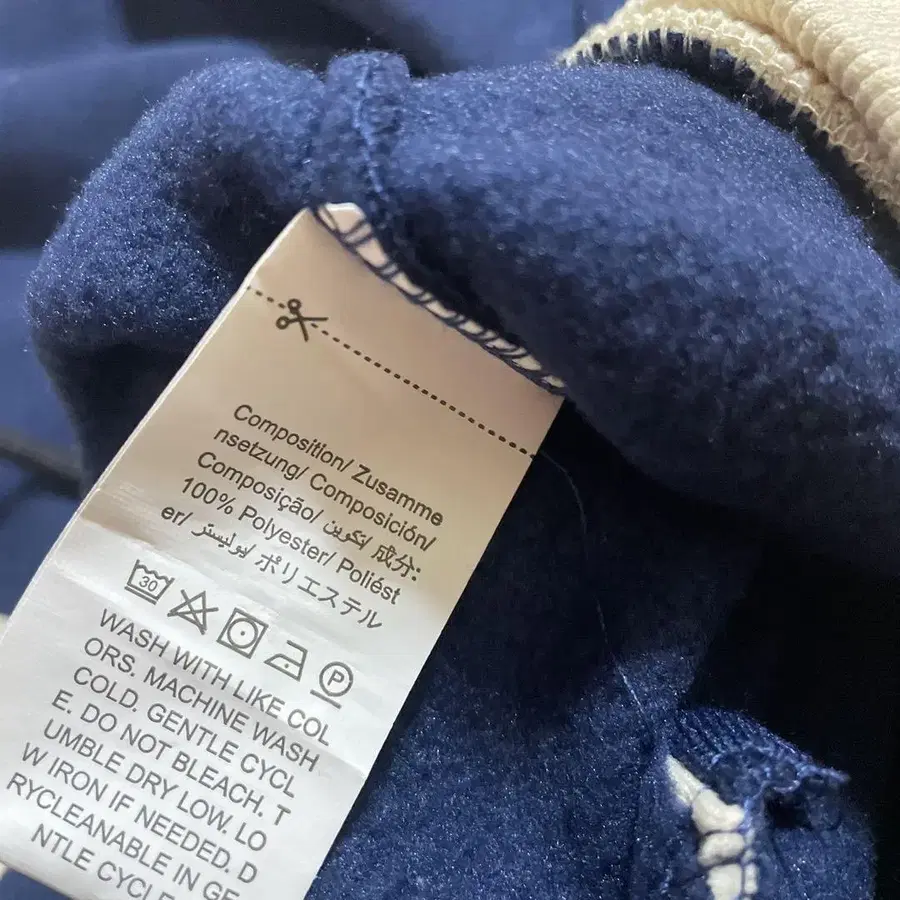 Composition/ Zusamme
nsetzung/ Composición/
Composição/ تكوين/ 成分:
100% Polyester/ Poliést
er/ بوليستر/ ポリエステル
30
P
WASH WITH LIKE COL
ORS. MACHINE WASH
COLD. GENTLE CYCL
E. DO NOT BLEACH. T
UMBLE DRY LOW. LO
W IRON IF NEEDED. D
RYCLEANABLE IN GE
NTLE CYCLE